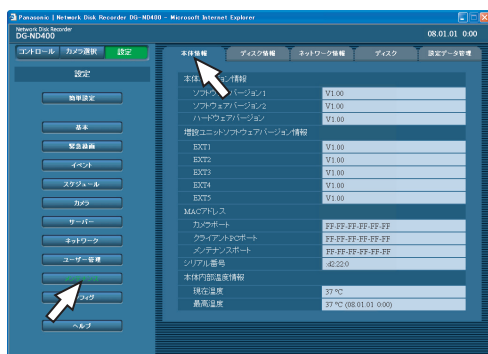 Panasonic | Network Disk Recorder DG-ND400 - Microsoft Internet Explorer
Network Disk Recorder
DG-ND400
08.01.01 0:00
コントロール カメラ選択 設定
本体情報 ディスク情報 ネットワーク情報 ディスク 設定データ管理
設定
簡単設定
基本
緊急録画
イベント
スケジュール
カメラ
サーバー
ネットワーク
ユーザー管理
ヘルプ
本体
ン情報
ソフトウェアバージョン1 V1.00
ソフトウェアバージョン2 V1.00
ハードウェアバージョン V1.00
増設ユニットソフトウェアバージョン情報
EXT1 V1.00
EXT2 V1.00
EXT3 V1.00
EXT4 V1.00
EXT5 V1.00
MACアドレス
カメラポート FF-FF-FF-FF-FF-FF
クライアントPCポート FF-FF-FF-FF-FF-FF
メンテナンスポート FF-FF-FF-FF-FF-FF
シリアル番号 d2220
本体内部温度情報
現在温度 37 ℃
最高温度 37 ℃ (08.01.01 0:00)